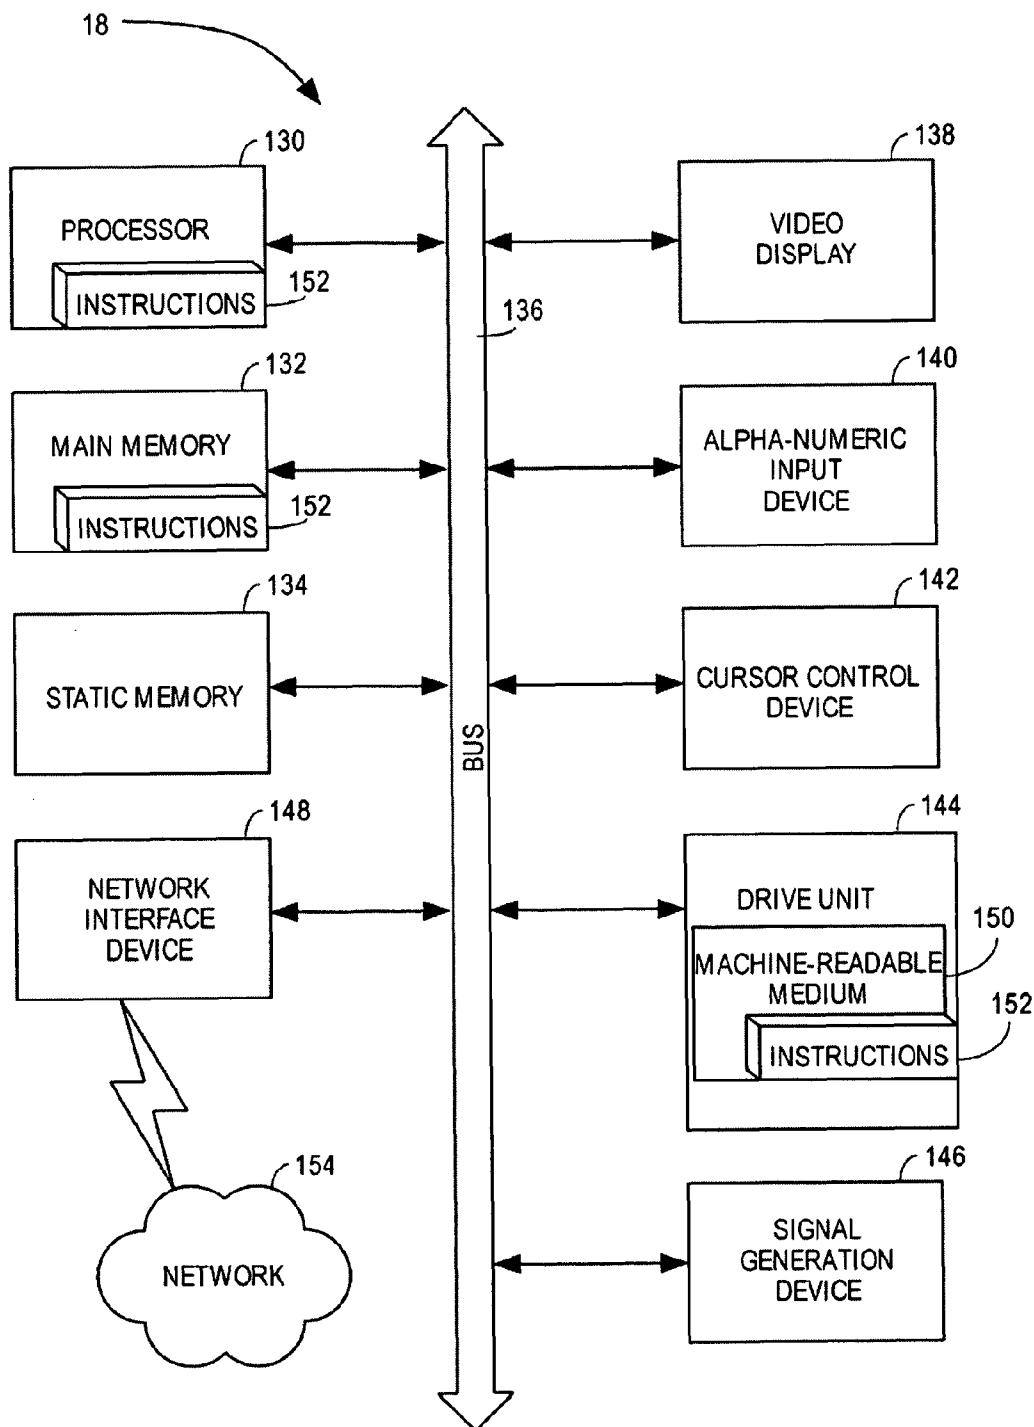 18
130
PROCESSOR
152
INSTRUCTIONS
132
MAIN MEMORY
152
INSTRUCTIONS
134
STATIC MEMORY
148
NETWORK
INTERFACE
DEVICE
154
NETWORK
136
BUS
138
VIDEO
DISPLAY
140
ALPHA-NUMERIC
INPUT
DEVICE
142
CURSOR CONTROL
DEVICE
144
DRIVE UNIT
150
MACHINE-READABLE
MEDIUM
152
INSTRUCTIONS
146
SIGNAL
GENERATION
DEVICE